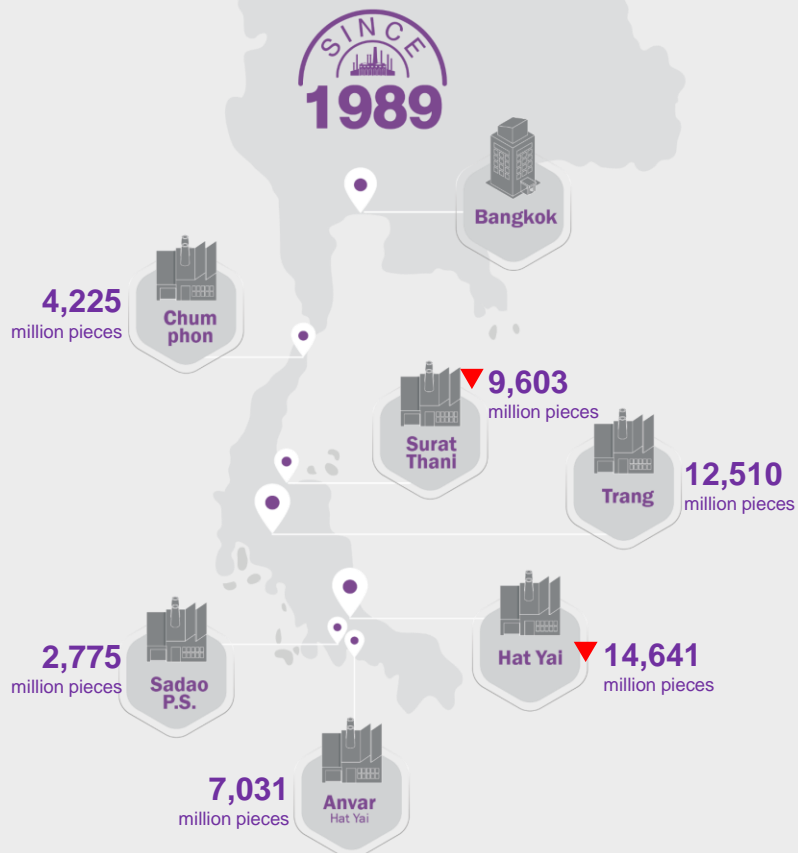 SINCE
1989
Bangkok
4,225
million pieces
Chum
phon
9,603
million pieces
Surat
Thani
12,510
million pieces
Trang
2,775
million pieces
Sadao
P.S.
Hat Yai
14,641
million pieces
7,031
million pieces
Anvar
Hat Yai